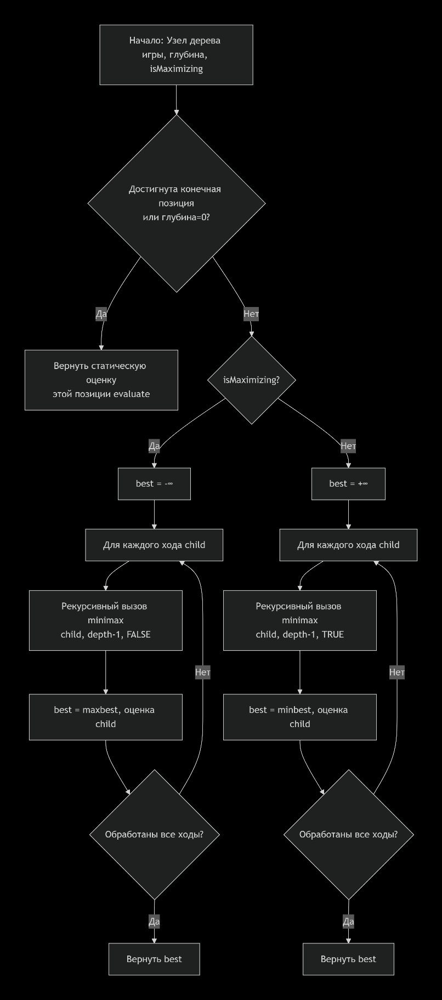 Начало: Узел дерева
игры, глубина,
isMaximizing
Достигнута конечная
позиция
или глубина=0?
Да
Нет
Вернуть статическую
оценку
этой позиции evaluate
isMaximizing?
Да
Нет
best = -∞
best = +∞
Для каждого хода child
Для каждого хода child
Рекурсивный вызов
minimax
child, depth-1, FALSE
Рекурсивный вызов
minimax
child, depth-1, TRUE
Нет
Нет
best = maxbest, оценка
child
best = minbest, оценка
child
Обработаны все ходы?
Обработаны все ходы?
Да
Да
Вернуть best
Вернуть best